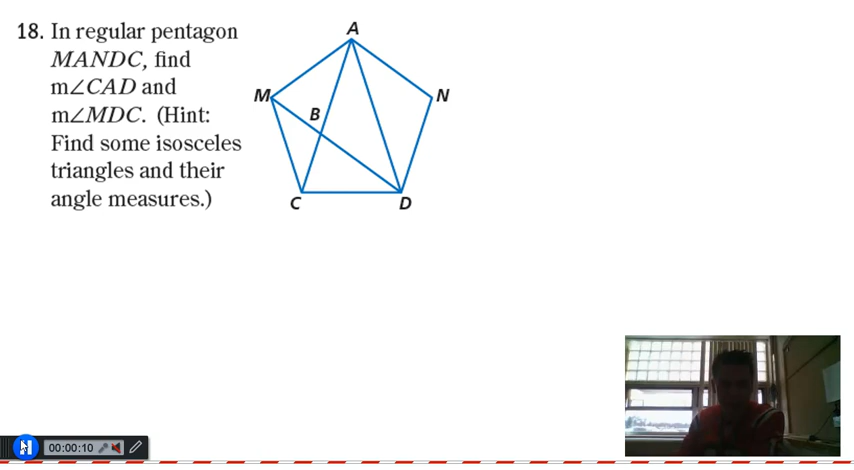 18. In regular pentagon
MANDC, find
m∠CAD and
m∠MDC. (Hint:
Find some isosceles
triangles and their
angle measures.)
A
M
N
B
C
D
00:00:10